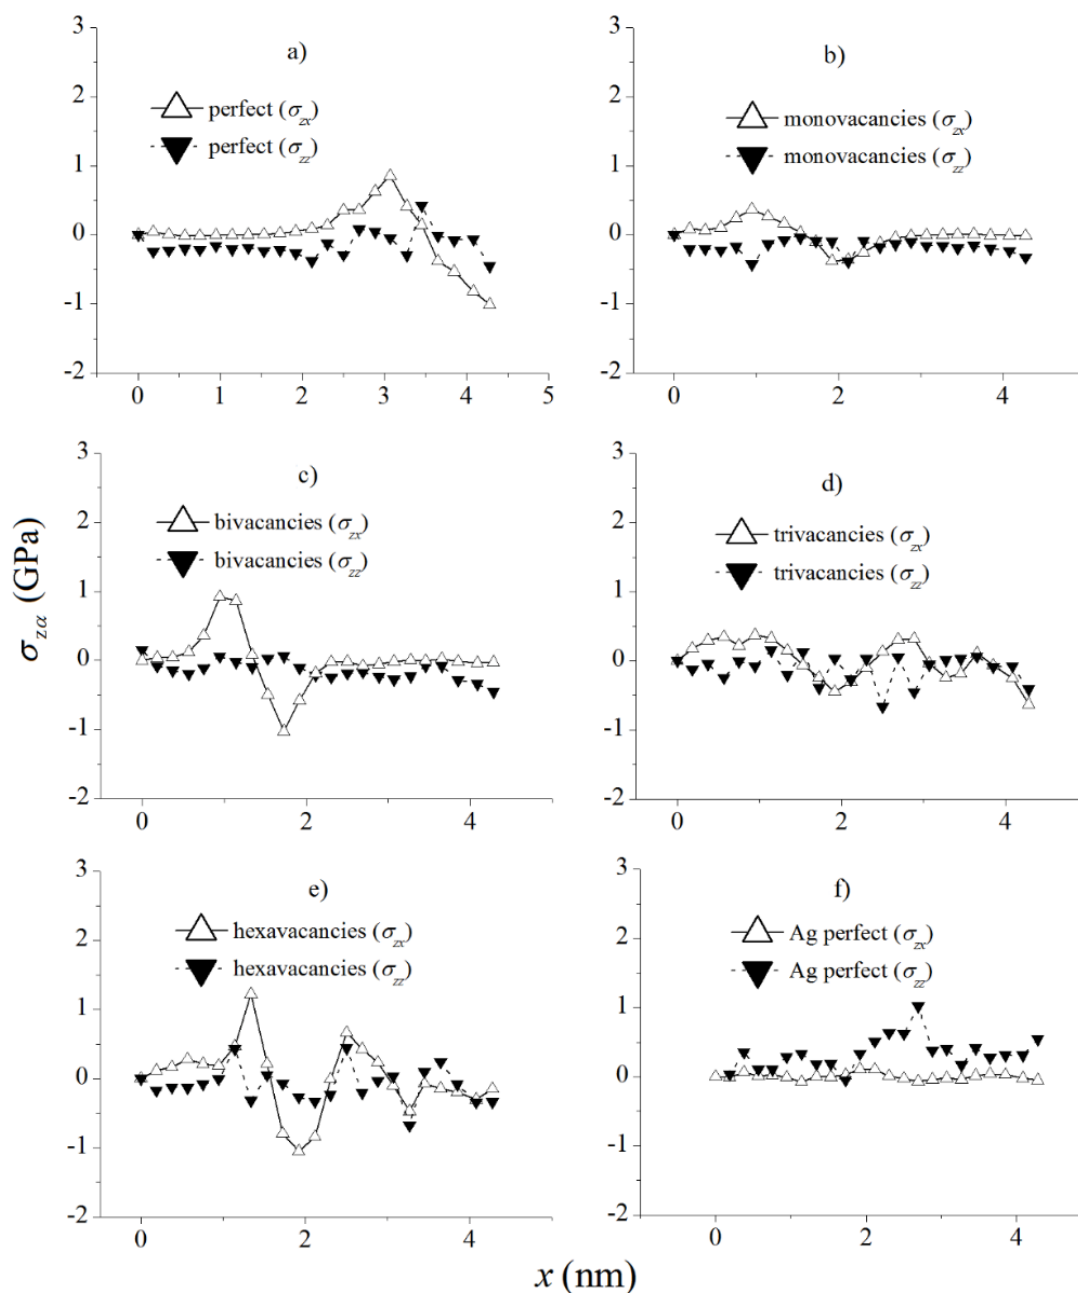 a)
perfect (σzx)
perfect (σzz)
3
2
1
0
-1
-2
0
1
2
3
4
5
b)
monovacancies (σzx)
monovacancies (σzz)
3
2
1
0
-1
-2
0
2
4
c)
bivacancies (σzx)
bivacancies (σzz)
3
2
1
0
-1
-2
0
2
4
d)
trivacancies (σzx)
trivacancies (σzz)
3
2
1
0
-1
-2
0
2
4
σzα (GPa)
e)
hexavacancies (σzx)
hexavacancies (σzz)
3
2
1
0
-1
-2
0
2
4
f)
Ag perfect (σzx)
Ag perfect (σzz)
3
2
1
0
-1
-2
0
2
4
x (nm)